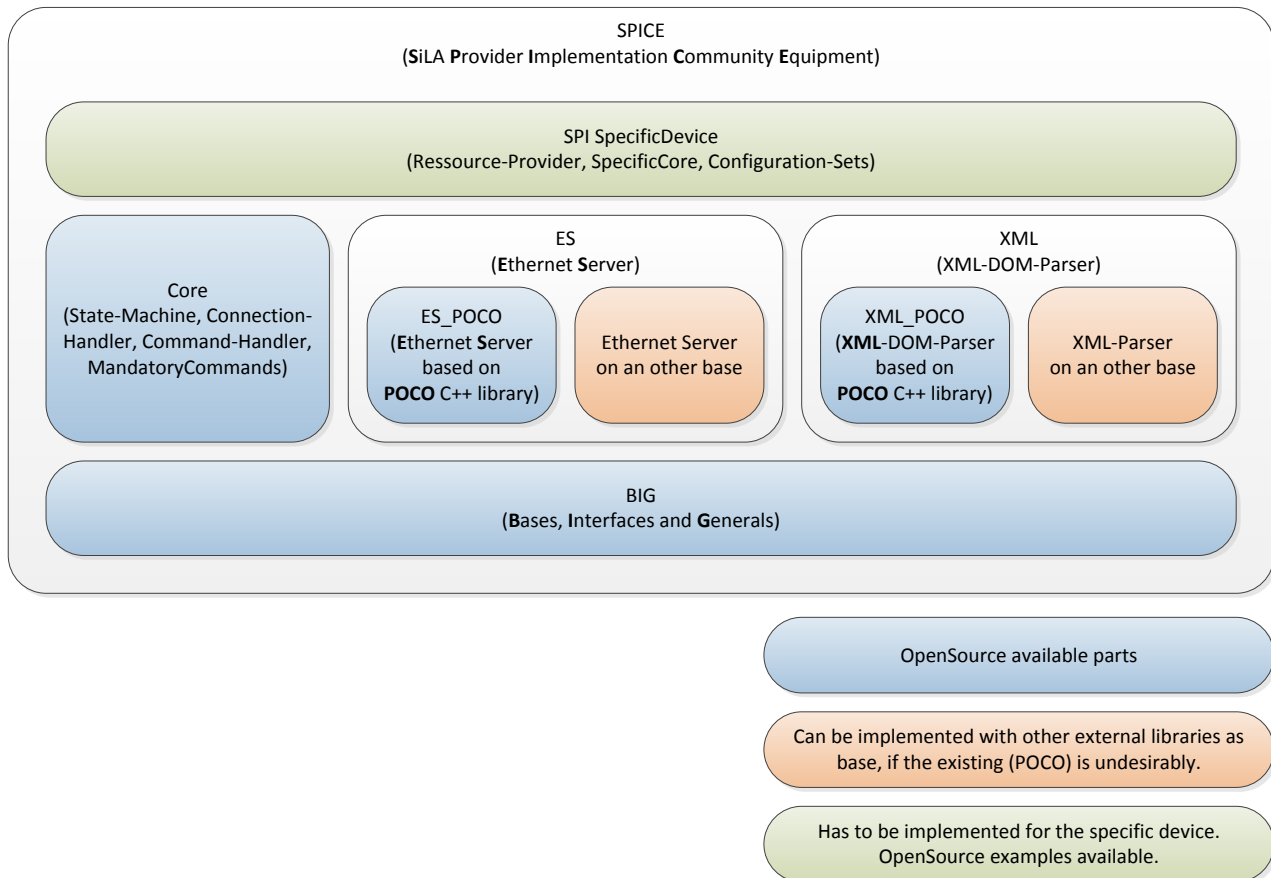 SPICE
(SiLA Provider Implementation Community Equipment)
SPI SpecificDevice
(Ressource-Provider, SpecificCore, Configuration-Sets)
Core
(State-Machine, Connection-
Handler, Command-Handler,
MandatoryCommands)
ES
(Ethernet Server)
ES_POCO
(Ethernet Server
based on
POCO C++ library)
Ethernet Server
on an other base
XML
(XML-DOM-Parser)
XML_POCO
(XML-DOM-Parser
based on
POCO C++ library)
XML-Parser
on an other base
BIG
(Bases, Interfaces and Generals)
OpenSource available parts
Can be implemented with other external libraries as
base, if the existing (POCO) is undesirably.
Has to be implemented for the specific device.
OpenSource examples available.